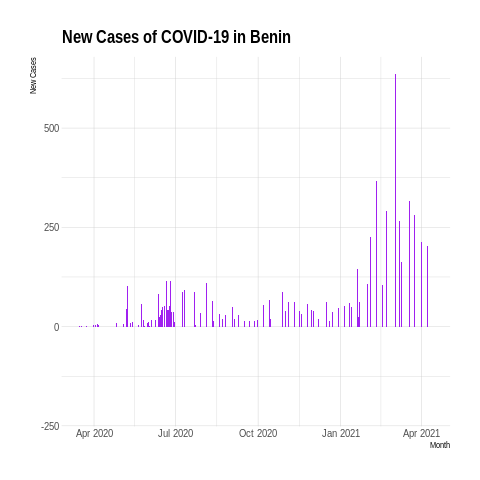 New Cases of COVID-19 in Benin
New Cases
500
250
0
-250
Apr 2020 Jul 2020 Oct 2020 Jan 2021 Apr 2021
Month